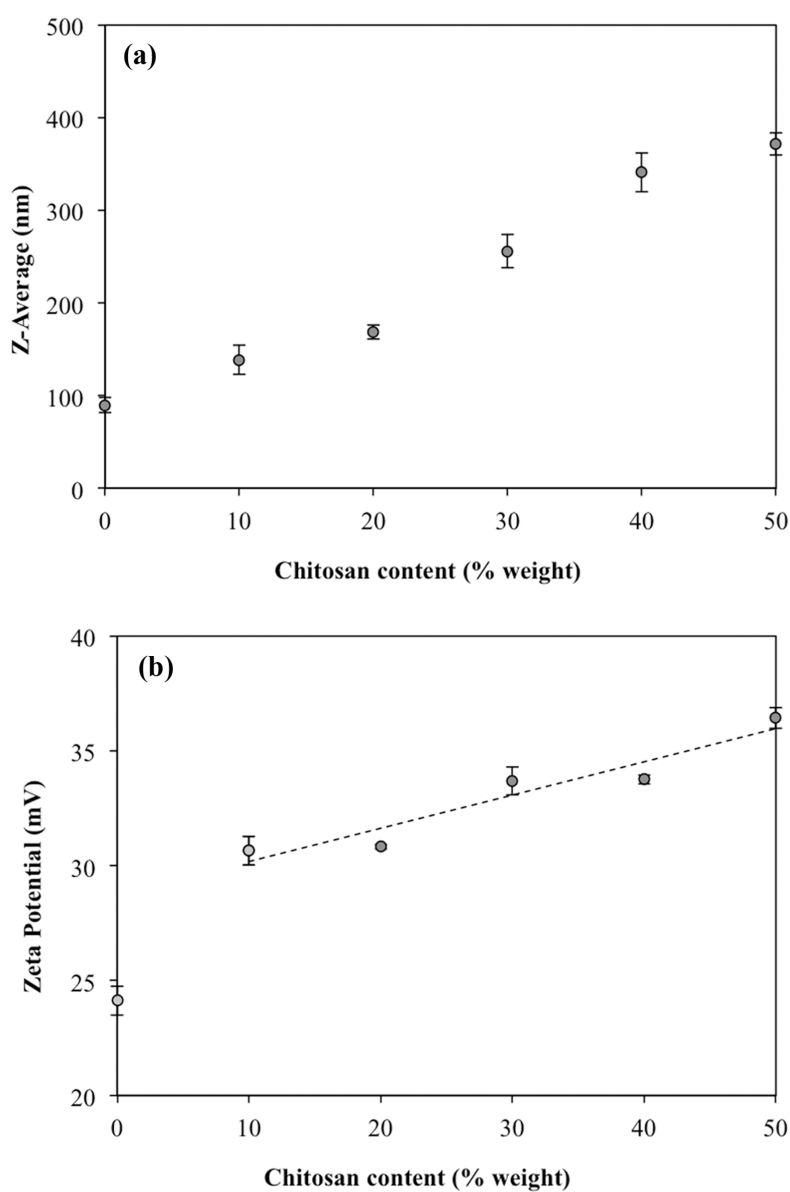 (a)
500
400
300
200
100
0
Z-Average (nm)
0 10 20 30 40 50
Chitosan content (% weight)
(b)
40
35
30
25
20
Zeta Potential (mV)
0 10 20 30 40 50
Chitosan content (% weight)